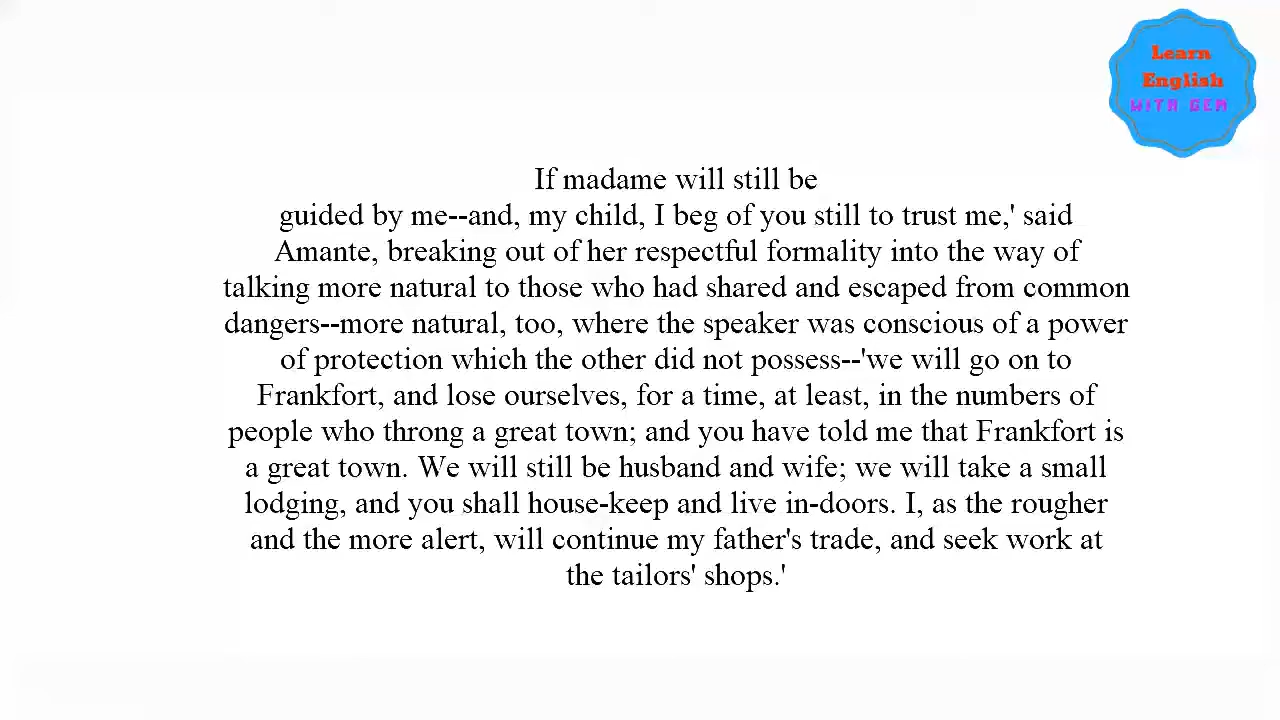 Learn
English
WITH GEM
If madame will still be
guided by me--and, my child, I beg of you still to trust me,' said
Amante, breaking out of her respectful formality into the way of
talking more natural to those who had shared and escaped from common
dangers--more natural, too, where the speaker was conscious of a power
of protection which the other did not possess--'we will go on to
Frankfort, and lose ourselves, for a time, at least, in the numbers of
people who throng a great town; and you have told me that Frankfort is
a great town. We will still be husband and wife; we will take a small
lodging, and you shall house-keep and live in-doors. I, as the rougher
and the more alert, will continue my father's trade, and seek work at
the tailors' shops.'